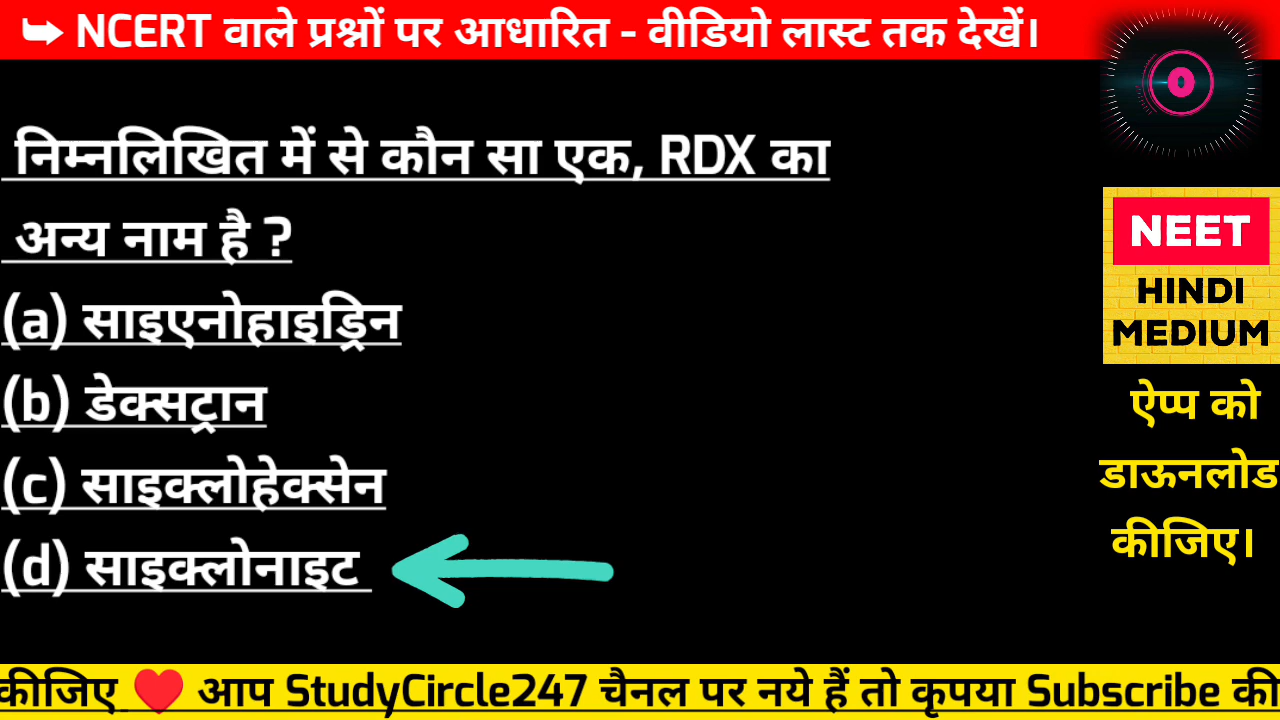 ➥ NCERT वाले प्रश्नों पर आधारित - वीडियो लास्ट तक देखें।
0
निम्नलिखित में से कौन सा एक, RDX का
अन्य नाम है ?
(a) साइएनोहाइड्रिन
(b) डेक्सट्रान
(c) साइक्लोहेक्सेन
(d) साइक्लोनाइट
NEET
HINDI
MEDIUM
ऐप्प को
डाऊनलोड
कीजिए।
कीजिए ❤️ आप StudyCircle247 चैनल पर नये हैं तो कृपया Subscribe की